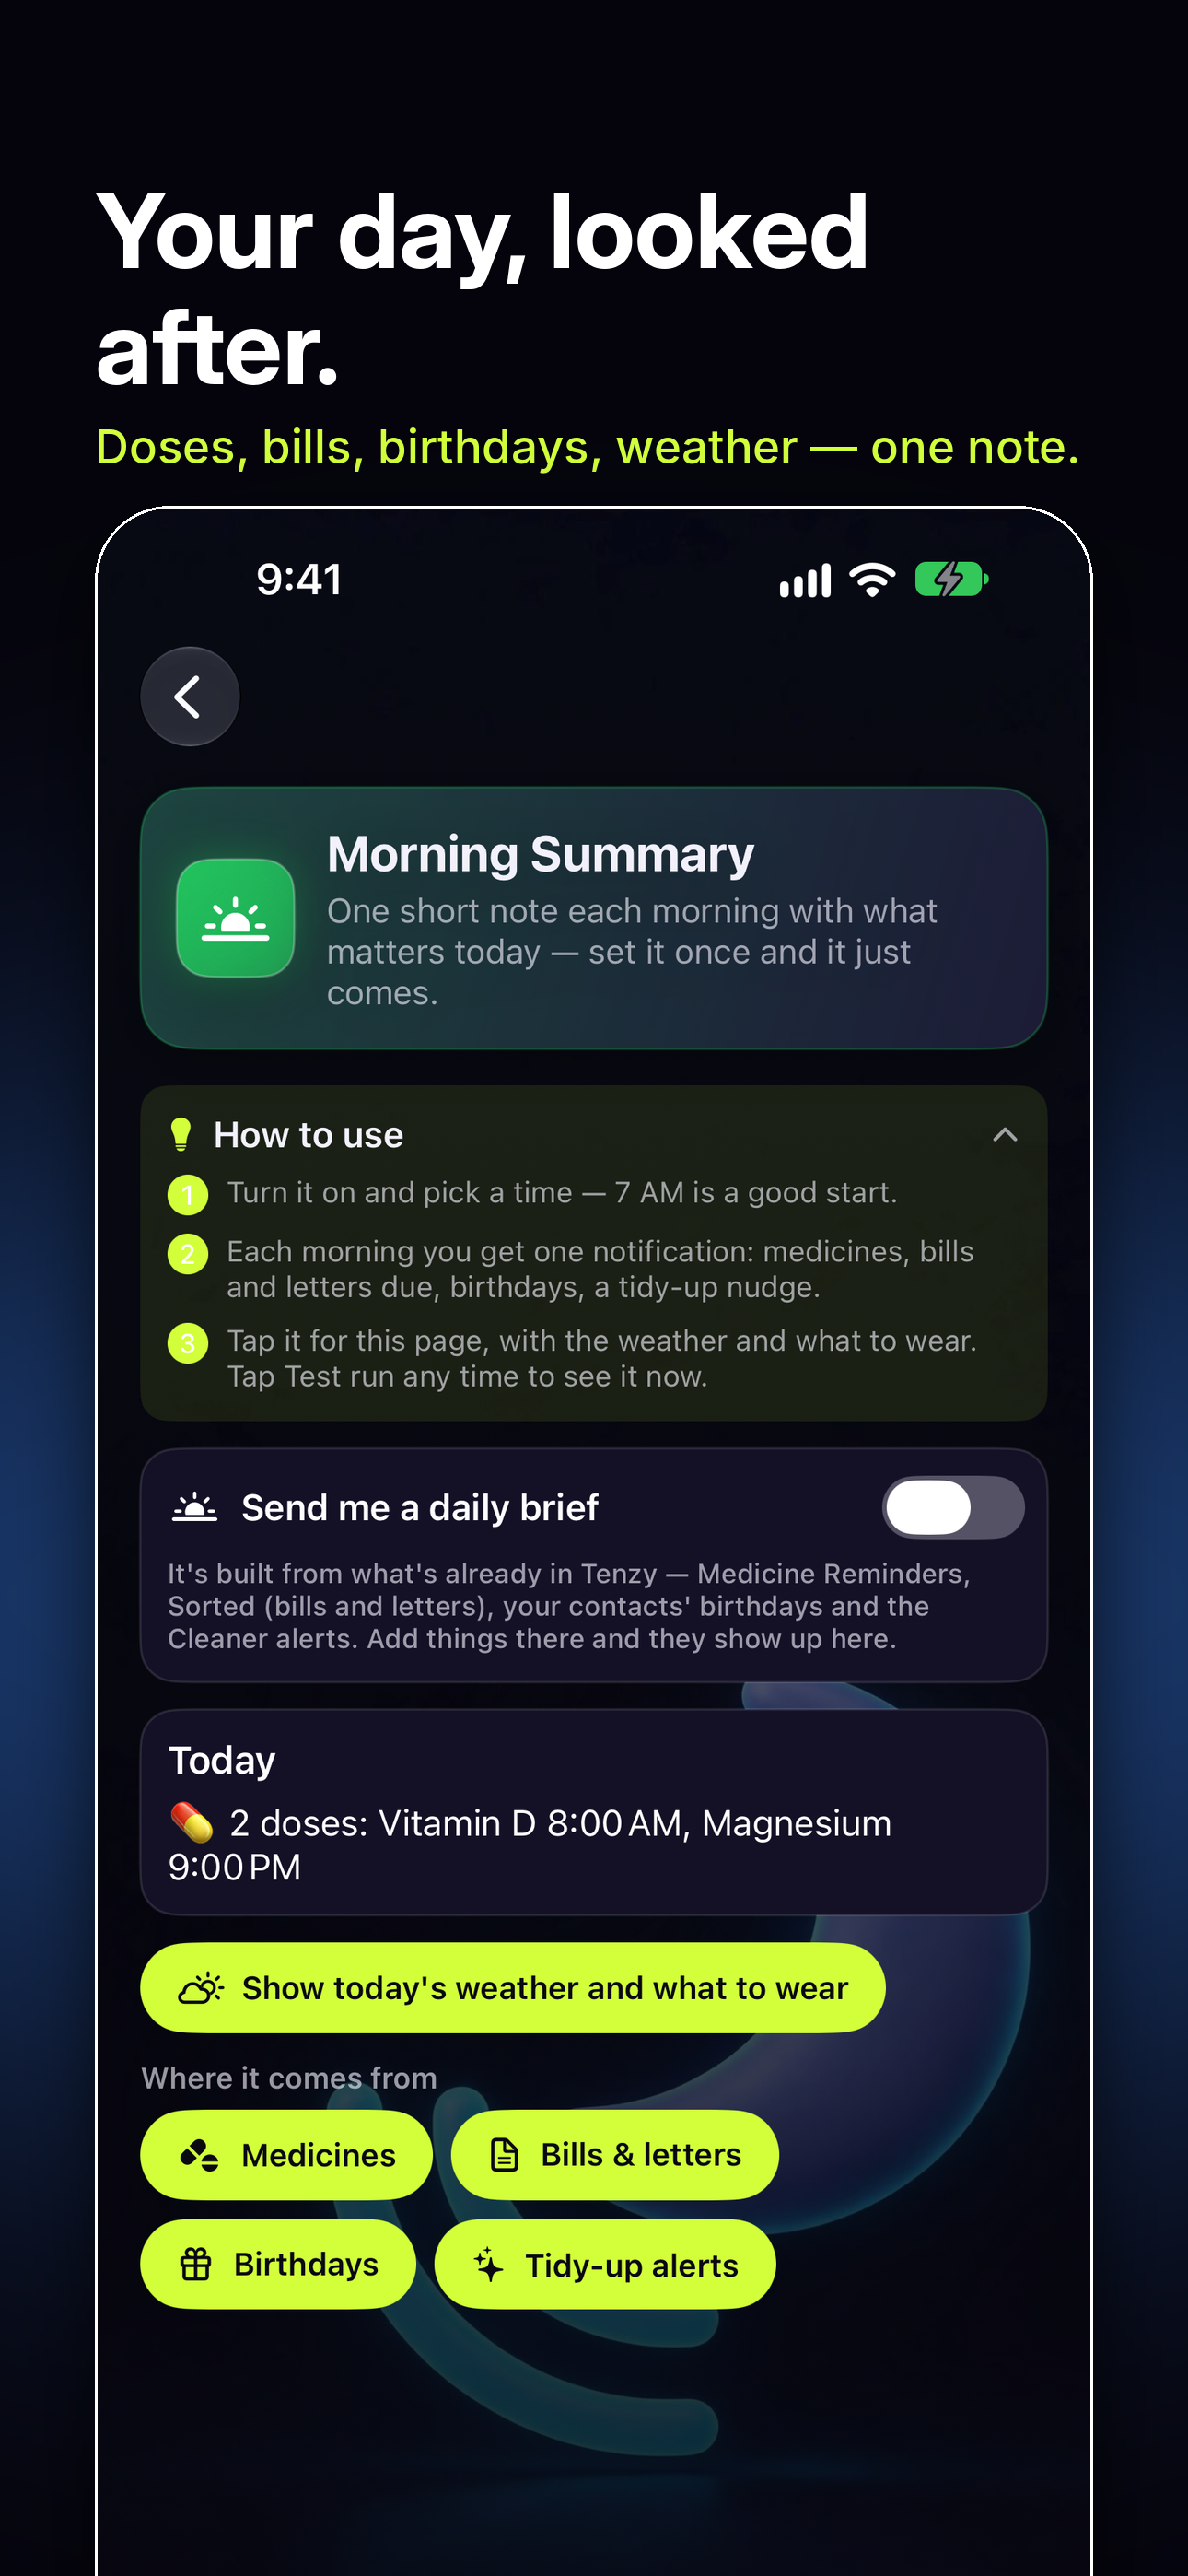 Your day, looked
after.
Doses, bills, birthdays, weather — one note.
9:41
Morning Summary
One short note each morning with what
matters today — set it once and it just
comes.
How to use
1 Turn it on and pick a time — 7 AM is a good start.
2 Each morning you get one notification: medicines, bills
and letters due, birthdays, a tidy-up nudge.
3 Tap it for this page, with the weather and what to wear.
Tap Test run any time to see it now.
Send me a daily brief
It's built from what's already in Tenzy — Medicine Reminders,
Sorted (bills and letters), your contacts' birthdays and the
Cleaner alerts. Add things there and they show up here.
Today
2 doses: Vitamin D 8:00 AM, Magnesium
9:00 PM
Show today's weather and what to wear
Where it comes from
Medicines
Bills & letters
Birthdays
Tidy-up alerts